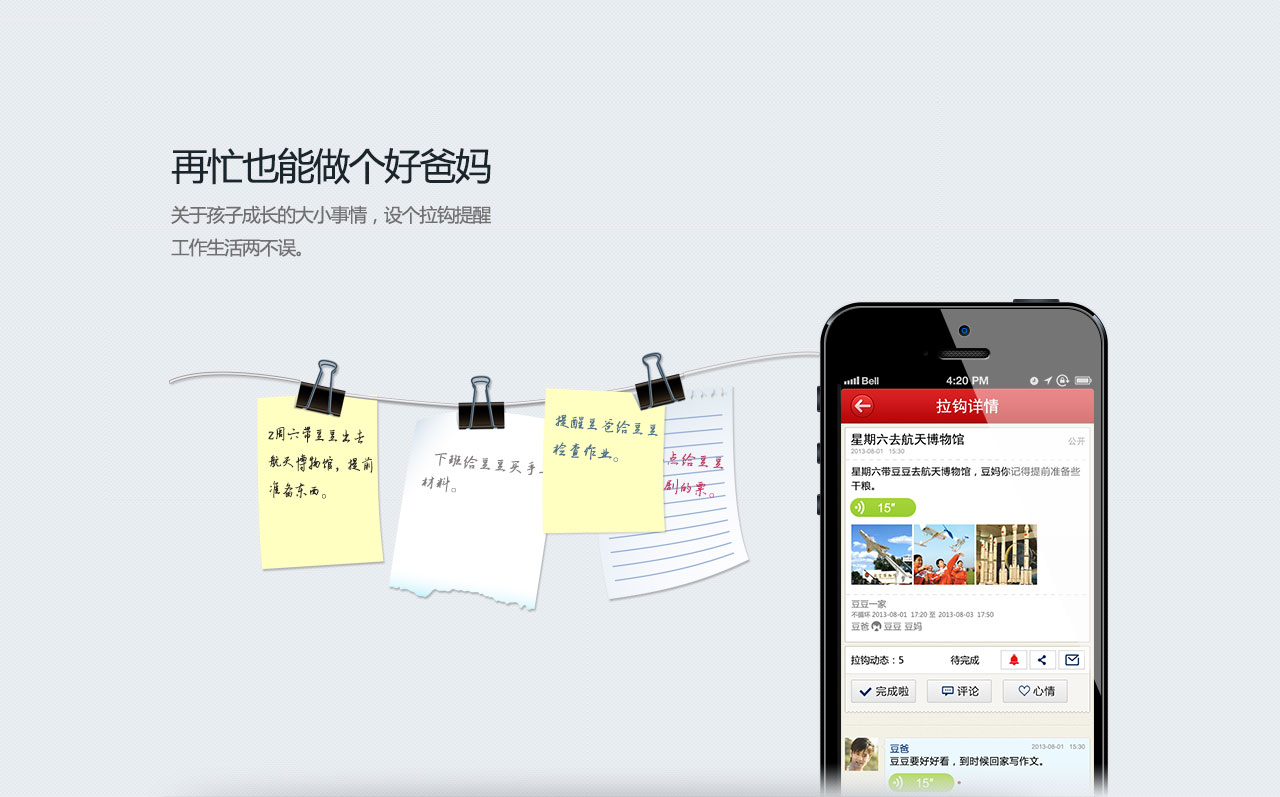 再忙也能做个好爸妈
关于孩子成长的大小事情，设个拉钩提醒
工作生活两不误。
2周六带豆豆出去
航天博物馆，提前
准备东西。
下班给豆豆买手
材料。
提醒豆爸给豆豆
检查作业。
点给豆豆
剧的票。
Bell
4:20 PM
拉钩详情
星期六去航天博物馆
公开
2013-08-01 15:30
星期六带豆豆去航天博物馆，豆妈你记得提前准备些
干粮。
15"
豆豆一家
不循环 2013-08-01 17:20 至 2013-08-03 17:50
豆爸 豆豆 豆妈
拉钩动态：5
待完成
完成啦
评论
心情
豆爸
2013-08-01 15:30
豆豆要好好看，到时候回家写作文。
15"